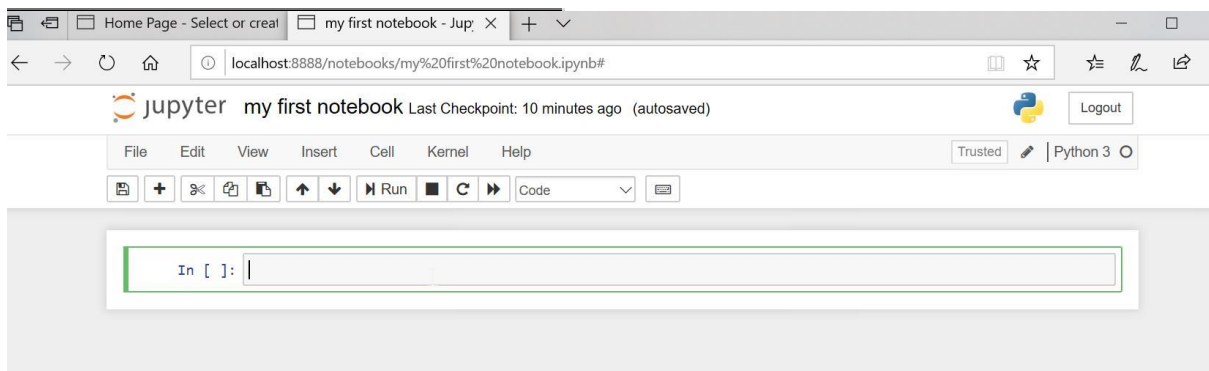 Home Page - Select or creat my first notebook - Jup
localhost:8888/notebooks/my%20first%20notebook.ipynb#
jupyter my first notebook Last Checkpoint: 10 minutes ago (autosaved) Logout
File Edit View Insert Cell Kernel Help Trusted Python 3
Run Code
In [ ]: